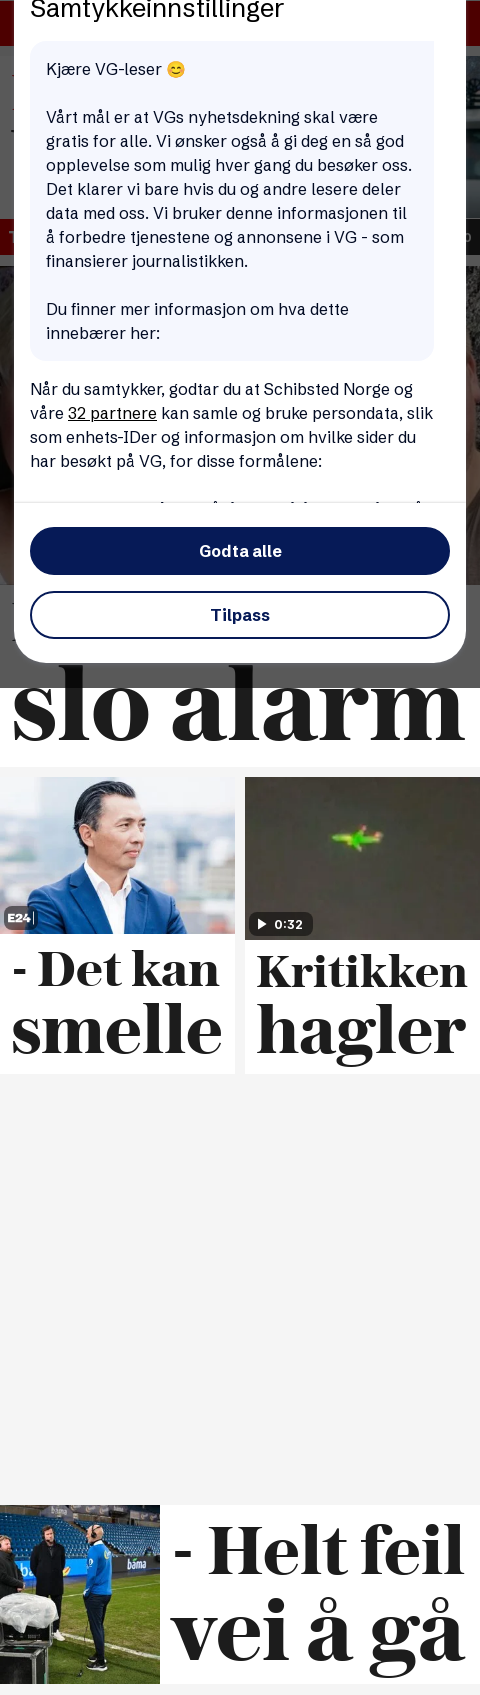 Samtykkeinnstillinger
Kjære VG-leser 😊
Vårt mål er at VGs nyhetsdekning skal være
gratis for alle. Vi ønsker også å gi deg en så god
opplevelse som mulig hver gang du besøker oss.
Det klarer vi bare hvis du og andre lesere deler
data med oss. Vi bruker denne informasjonen til
å forbedre tjenestene og annonsene i VG - som
finansierer journalistikken.
Du finner mer informasjon om hva dette
innebærer her:
Når du samtykker, godtar du at Schibsted Norge og
våre 32 partnere kan samle og bruke persondata, slik
som enhets-IDer og informasjon om hvilke sider du
har besøkt på VG, for disse formålene:
Godta alle
Tilpass
slo alarm
E24
0:32
- Det kan
smelle
Kritikken
hagler
bama
- Helt feil
vei å gå